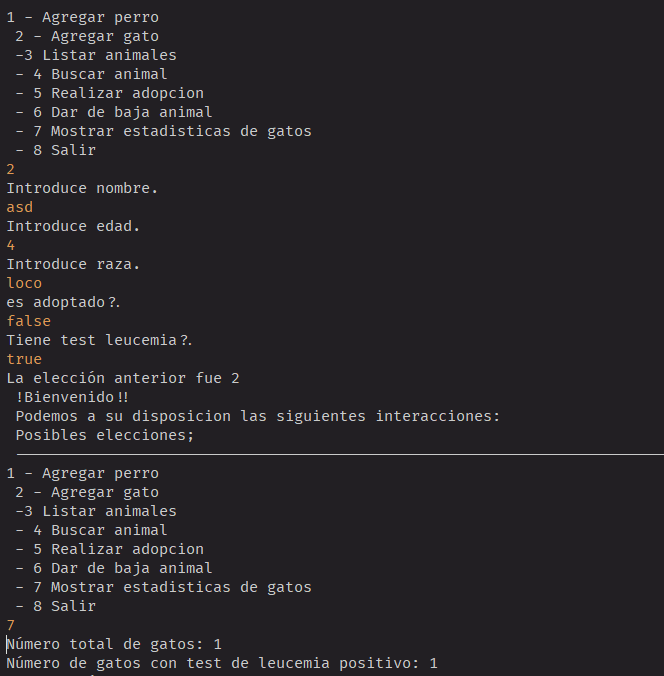 1 - Agregar perro
2 - Agregar gato
-3 Listar animales
- 4 Buscar animal
- 5 Realizar adopcion
- 6 Dar de baja animal
- 7 Mostrar estadisticas de gatos
- 8 Salir
2
Introduce nombre.
asd
Introduce edad.
4
Introduce raza.
loco
es adoptado?.
false
Tiene test leucemia?.
true
La elección anterior fue 2
!Bienvenido!!
Podemos a su disposicion las siguientes interacciones:
Posibles elecciones;
1 - Agregar perro
2 - Agregar gato
-3 Listar animales
- 4 Buscar animal
- 5 Realizar adopcion
- 6 Dar de baja animal
- 7 Mostrar estadisticas de gatos
- 8 Salir
7
Número total de gatos: 1
Número de gatos con test de leucemia positivo: 1